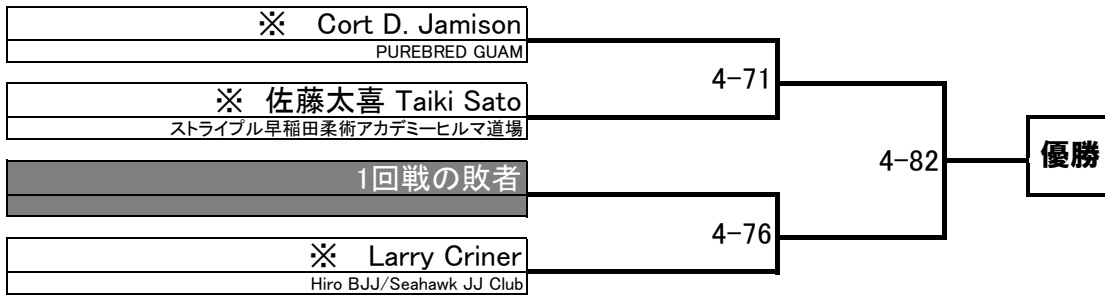 ※ Cort D. Jamison
PUREBRED GUAM
4-71
※ 佐藤太喜 Taiki Sato
ストライプル早稲田柔術アカデミーヒルマ道場
4-82
優勝
1回戦の敗者
4-76
※ Larry Criner
Hiro BJJ/Seahawk JJ Club